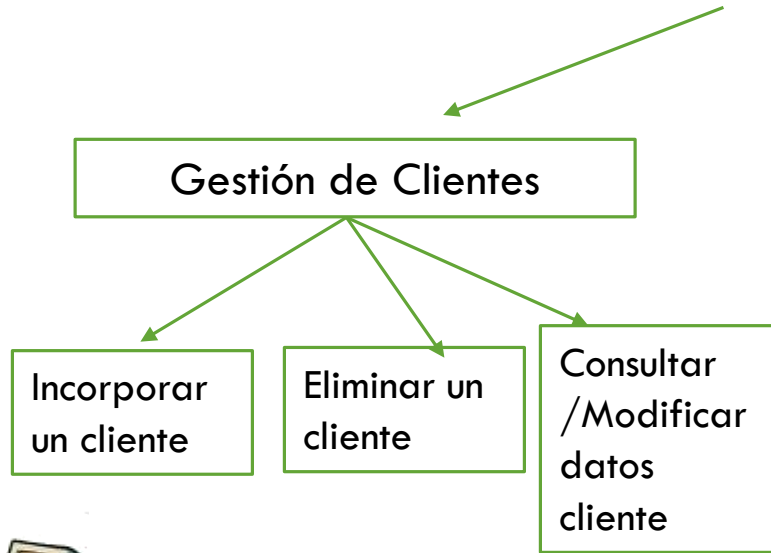 Gestión de Clientes
Incorporar
un cliente
Eliminar un
cliente
Consultar
/Modificar
datos
cliente